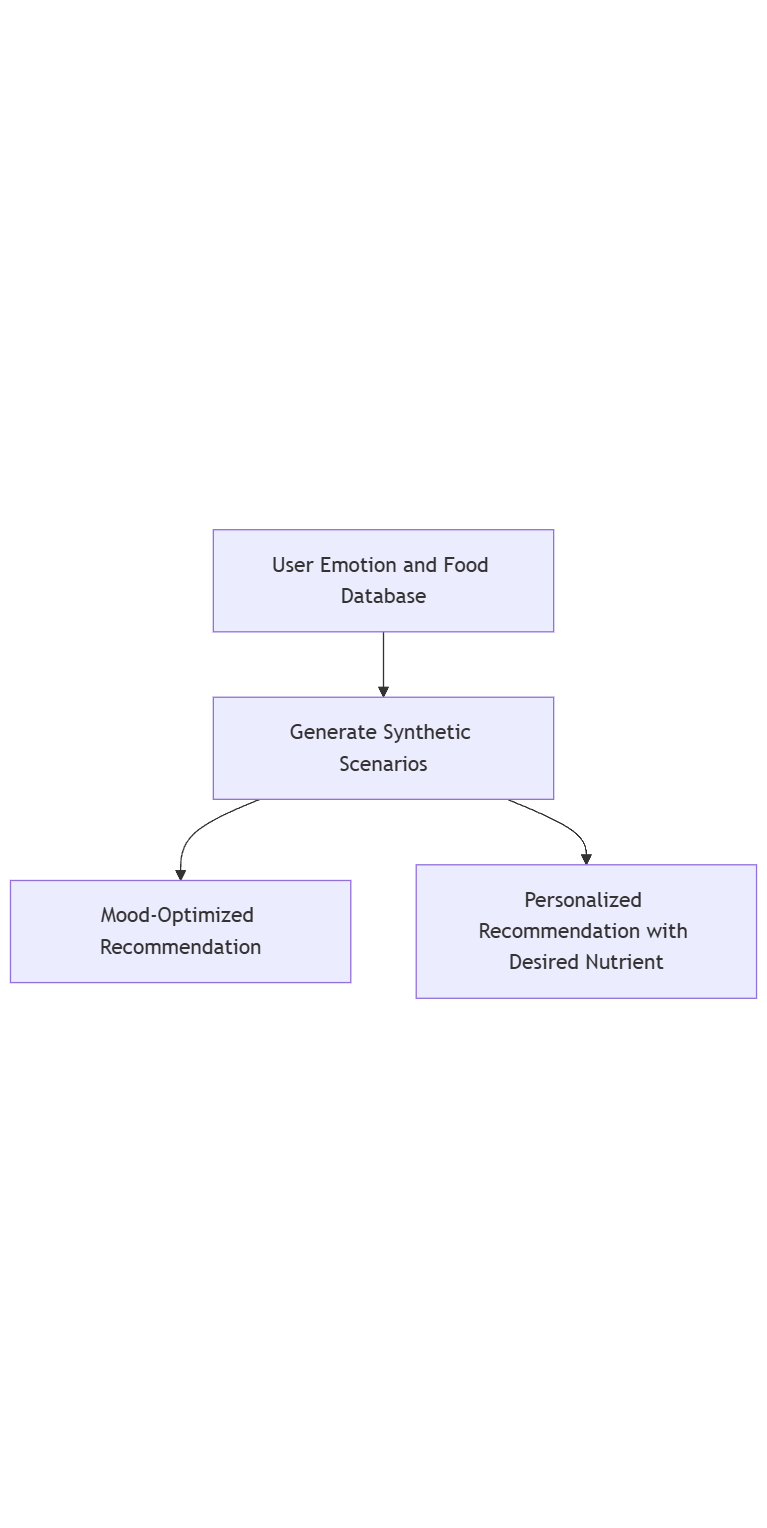 User Emotion and Food
Database
Generate Synthetic
Scenarios
Mood-Optimized
Recommendation
Personalized
Recommendation with
Desired Nutrient